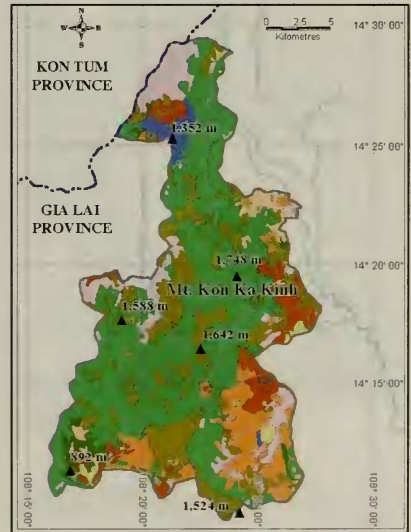 N
W E
S
0 2.5 5
Kilometres
14° 30' 00"
KON TUM
PROVINCE
1,352 m
14° 25' 00"
GIA LAI
PROVINCE
14° 20' 00"
1,748 m
Mt. Kon Ka Kinh
1,588 m
1,642 m
14° 15' 00"
892 m
1,524 m
108° 15' 00"
108° 20' 00"
108° 30' 00"